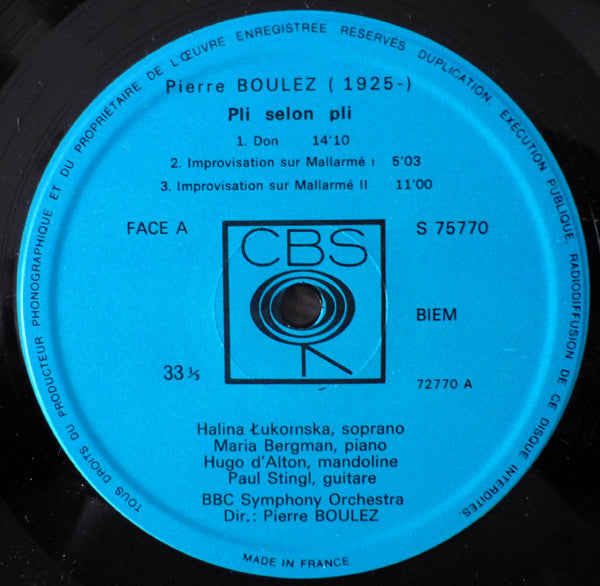 TOUS DROITS DU PRODUCTEUR PHONOGRAPHIQUE ET DU PROPRIETAIRE DE L'ŒUVRE ENREGISTRÉE RÉSERVÉS DUPLICATION, EXÉCUTION PUBLIQUE, RADIODIFFUSION DE CE DISQUE INTERDITES.
Pierre BOULEZ ( 1925-)
Pli selon pli
1. Don 14'10
2. Improvisation sur Mallarmé I 5'03
3. Improvisation sur Mallarmé II 11'00
FACE A
S 75770
CBS
BIEM
33 ⅓
72770 A
Halina Łukornska, soprano
Maria Bergman, piano
Hugo d'Alton, mandoline
Paul Stingl, guitare
BBC Symphony Orchestra
Dir.: Pierre BOULEZ
MADE IN FRANCE